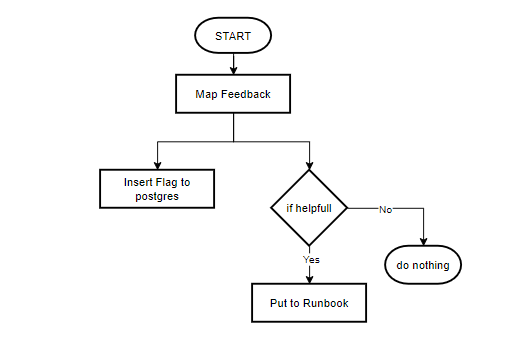 START
Map Feedback
Insert Flag to
postgres
if helpfull
No
do nothing
Yes
Put to Runbook